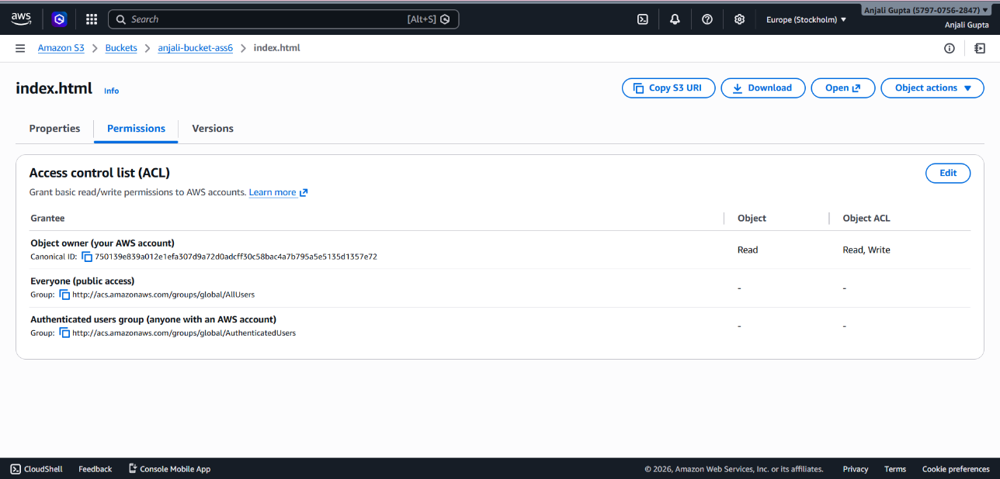 aws
Search [Alt+S]
Europe (Stockholm) ▼
Anjali Gupta (5797-0756-2847) ▼
Anjali Gupta
Amazon S3 > Buckets > anjali-bucket-ass6 > index.html
index.html Info
Copy S3 URI Download Open Object actions ▼
Properties Permissions Versions
Access control list (ACL)
Edit
Grant basic read/write permissions to AWS accounts. Learn more
Grantee Object Object ACL
Object owner (your AWS account)
Canonical ID: 750139e839a012e1efa307d9a72d0adcff30c58bac4a7b795a5e5135d1357e72
Read Read, Write
Everyone (public access)
Group: http://acs.amazonaws.com/groups/global/AllUsers
- -
Authenticated users group (anyone with an AWS account)
Group: http://acs.amazonaws.com/groups/global/AuthenticatedUsers
- -
CloudShell Feedback Console Mobile App © 2026, Amazon Web Services, Inc. or its affiliates. Privacy Terms Cookie preferences